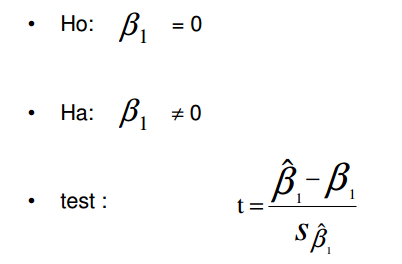 • Ho: β₁ = 0
• Ha: β₁ ≠ 0
• test : t = (β̂₁ − β₁) / s_β̂₁